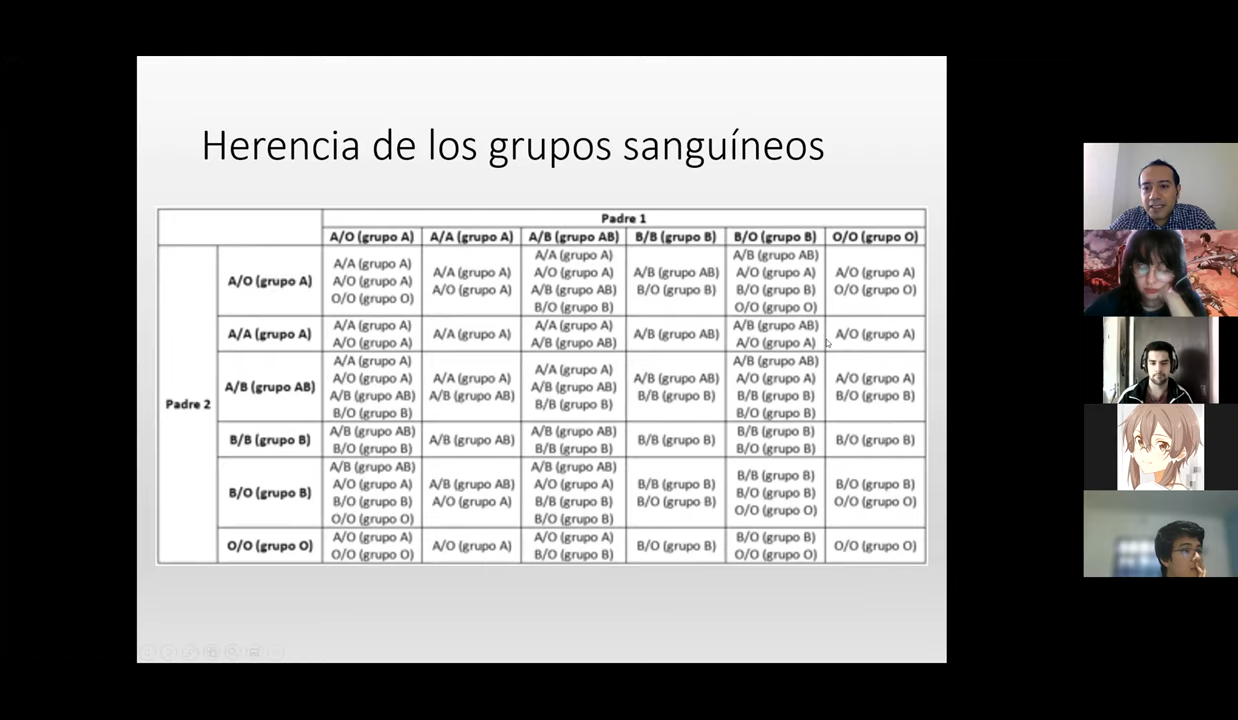 Herencia de los grupos sanguíneos
Padre 1
A/O (grupo A) A/A (grupo A) A/B (grupo AB) B/B (grupo B) B/O (grupo B) O/O (grupo O)
Padre 2
A/O (grupo A)
A/A (grupo A)
A/O (grupo A)
O/O (grupo O)
A/A (grupo A)
A/O (grupo A)
A/A (grupo A)
A/O (grupo A)
A/B (grupo AB)
B/O (grupo B)
A/B (grupo AB)
B/O (grupo B)
A/B (grupo AB)
A/O (grupo A)
B/O (grupo B)
O/O (grupo O)
A/O (grupo A)
O/O (grupo O)
A/A (grupo A)
A/A (grupo A)
A/O (grupo A)
A/A (grupo A)
A/A (grupo A)
A/B (grupo AB)
A/B (grupo AB)
A/B (grupo AB)
A/O (grupo A)
A/O (grupo A)
A/B (grupo AB)
A/A (grupo A)
A/O (grupo A)
A/B (grupo AB)
B/O (grupo B)
A/A (grupo A)
A/B (grupo AB)
A/A (grupo A)
A/B (grupo AB)
B/B (grupo B)
A/B (grupo AB)
B/B (grupo B)
A/B (grupo AB)
A/O (grupo A)
B/B (grupo B)
B/O (grupo B)
A/O (grupo A)
B/O (grupo B)
B/B (grupo B)
A/B (grupo AB)
B/O (grupo B)
A/B (grupo AB)
A/B (grupo AB)
B/B (grupo B)
B/B (grupo B)
B/B (grupo B)
B/O (grupo B)
B/O (grupo B)
B/O (grupo B)
A/B (grupo AB)
A/O (grupo A)
B/O (grupo B)
O/O (grupo O)
A/B (grupo AB)
A/O (grupo A)
A/B (grupo AB)
A/O (grupo A)
B/B (grupo B)
B/O (grupo B)
B/B (grupo B)
B/O (grupo B)
B/B (grupo B)
B/O (grupo B)
O/O (grupo O)
B/O (grupo B)
O/O (grupo O)
O/O (grupo O)
A/O (grupo A)
O/O (grupo O)
A/O (grupo A)
A/O (grupo A)
B/O (grupo B)
B/O (grupo B)
B/O (grupo B)
O/O (grupo O)
O/O (grupo O)